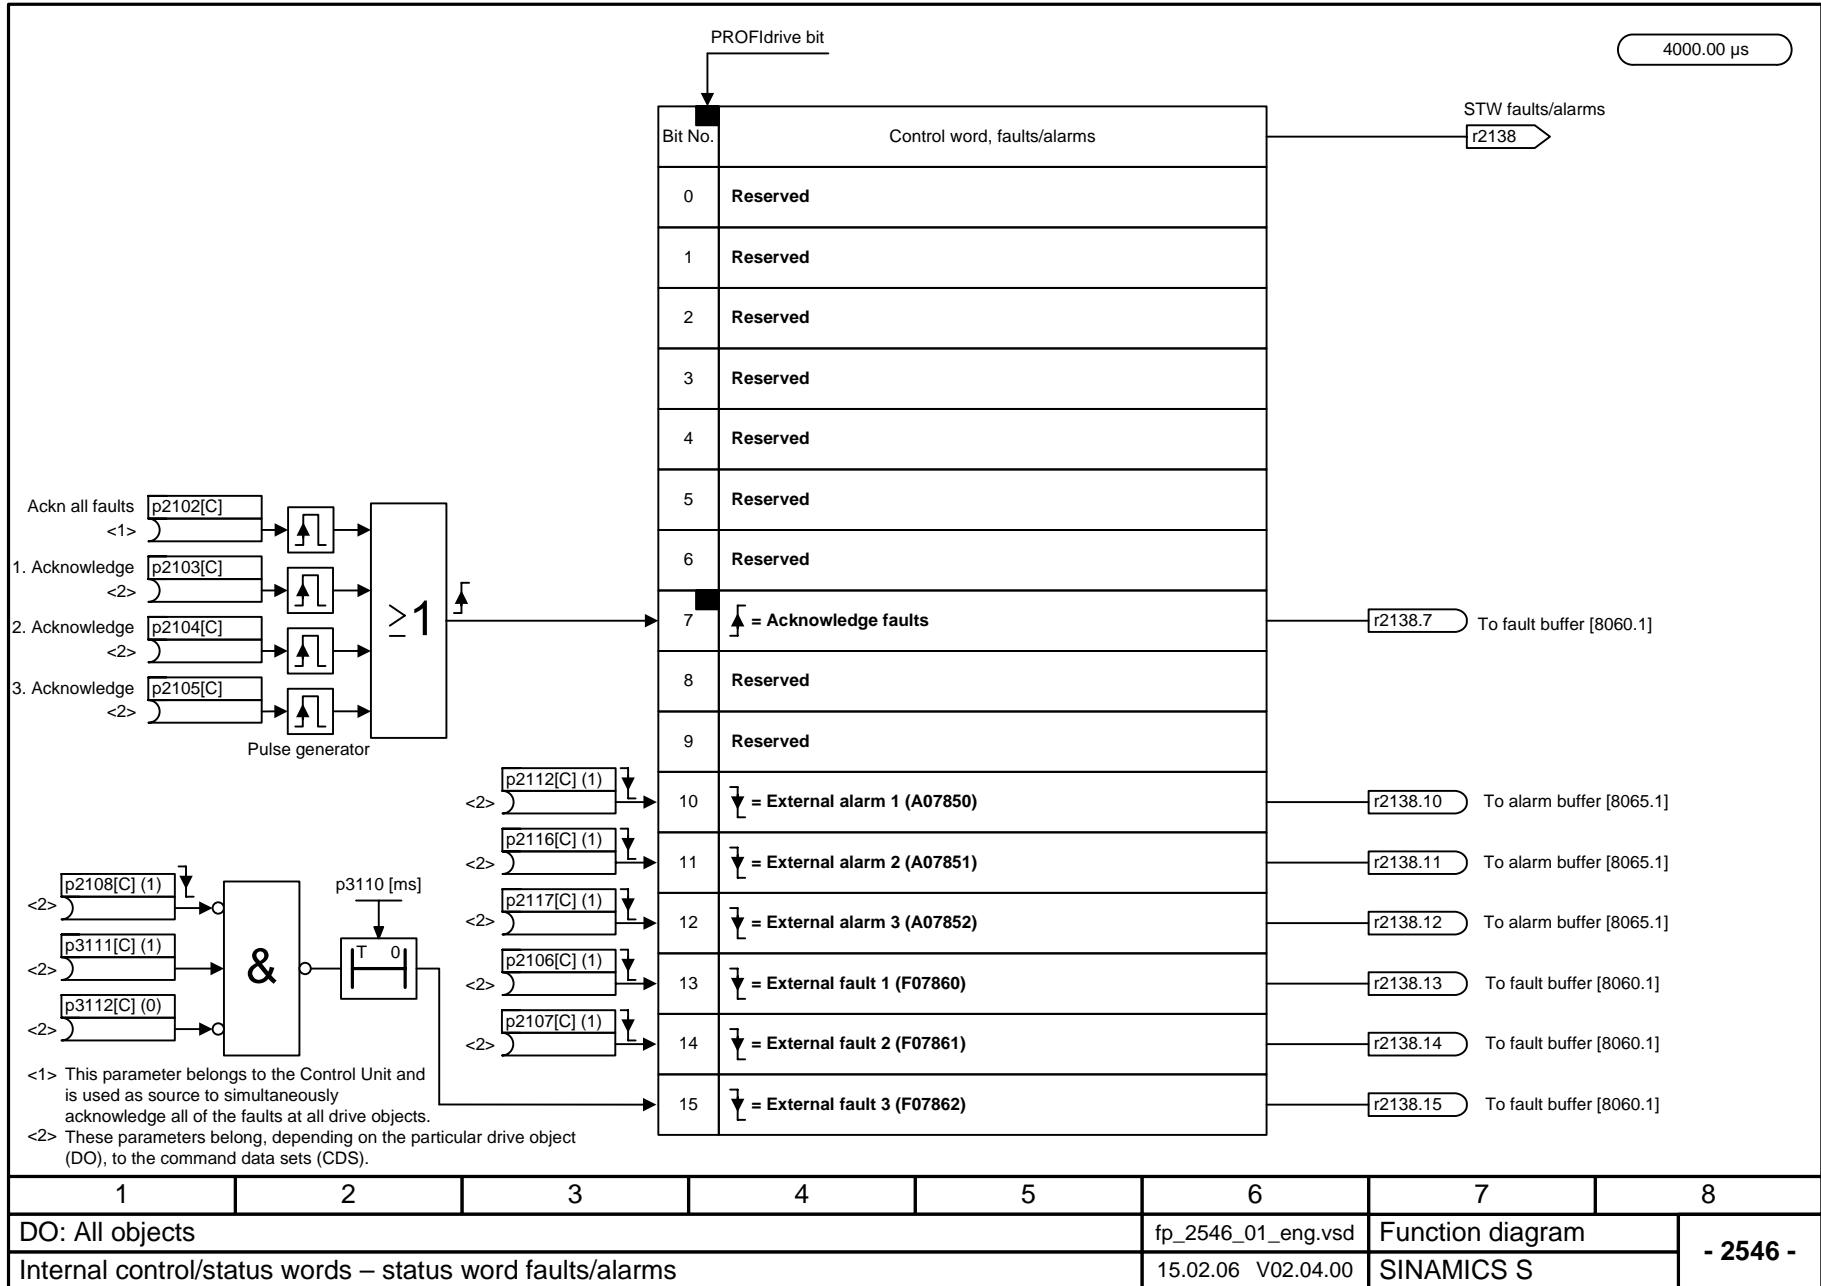 PROFIdrive bit
4000.00 µs
STW faults/alarms
Bit No. Control word, faults/alarms r2138
0 Reserved
1 Reserved
2 Reserved
3 Reserved
4 Reserved
5 Reserved
6 Reserved
7 = Acknowledge faults r2138.7 To fault buffer [8060.1]
8 Reserved
9 Reserved
10 = External alarm 1 (A07850) r2138.10 To alarm buffer [8065.1]
11 = External alarm 2 (A07851) r2138.11 To alarm buffer [8065.1]
12 = External alarm 3 (A07852) r2138.12 To alarm buffer [8065.1]
13 = External fault 1 (F07860) r2138.13 To fault buffer [8060.1]
14 = External fault 2 (F07861) r2138.14 To fault buffer [8060.1]
15 = External fault 3 (F07862) r2138.15 To fault buffer [8060.1]
Ackn all faults p2102[C]
<1>
1. Acknowledge p2103[C]
<2>
2. Acknowledge p2104[C]
<2>
3. Acknowledge p2105[C]
<2>
≥1
Pulse generator
p2112[C] (1)
<2>
p2116[C] (1)
<2>
p2117[C] (1)
<2>
p2106[C] (1)
<2>
p2107[C] (1)
<2>
p2108[C] (1)
<2>
p3111[C] (1)
<2>
p3112[C] (0)
<2>
&
p3110 [ms]
T 0
<1> This parameter belongs to the Control Unit and
is used as source to simultaneously
acknowledge all of the faults at all drive objects.
<2> These parameters belong, depending on the particular drive object
(DO), to the command data sets (CDS).
1 2 3 4 5 6 7 8
DO: All objects fp_2546_01_eng.vsd Function diagram
- 2546 -
Internal control/status words – status word faults/alarms 15.02.06 V02.04.00 SINAMICS S